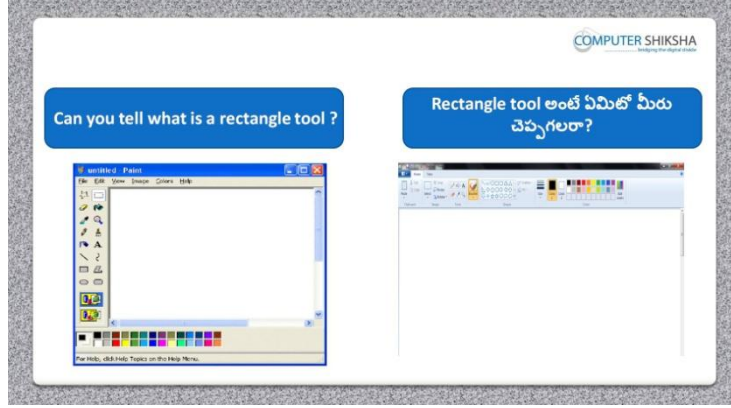 COMPUTER SHIKSHA
Bridging the digital divide
Can you tell what is a rectangle tool ?
Rectangle tool అంటే ఏమిటో మీరు
చెప్పగలరా?
untitled - Paint
File Edit View Image Colors Help
A
For Help, click Help Topics on the Help Menu.